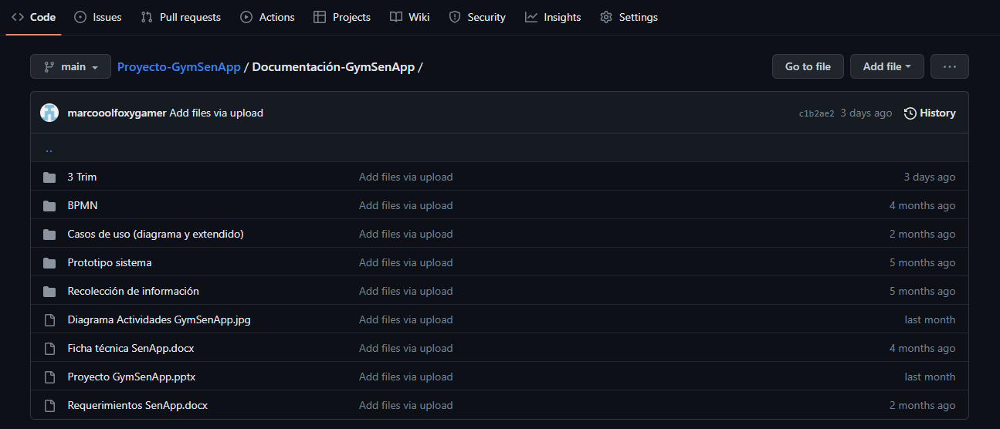 Code Issues Pull requests Actions Projects Wiki Security Insights Settings
main Proyecto-GymSenApp / Documentación-GymSenApp / Go to file Add file ...
marcooolfoxygamer Add files via upload c1b2ae2 3 days ago History
..
3 Trim Add files via upload 3 days ago
BPMN Add files via upload 4 months ago
Casos de uso (diagrama y extendido) Add files via upload 2 months ago
Prototipo sistema Add files via upload 5 months ago
Recolección de información Add files via upload 5 months ago
Diagrama Actividades GymSenApp.jpg Add files via upload last month
Ficha técnica SenApp.docx Add files via upload 4 months ago
Proyecto GymSenApp.pptx Add files via upload last month
Requerimientos SenApp.docx Add files via upload 2 months ago